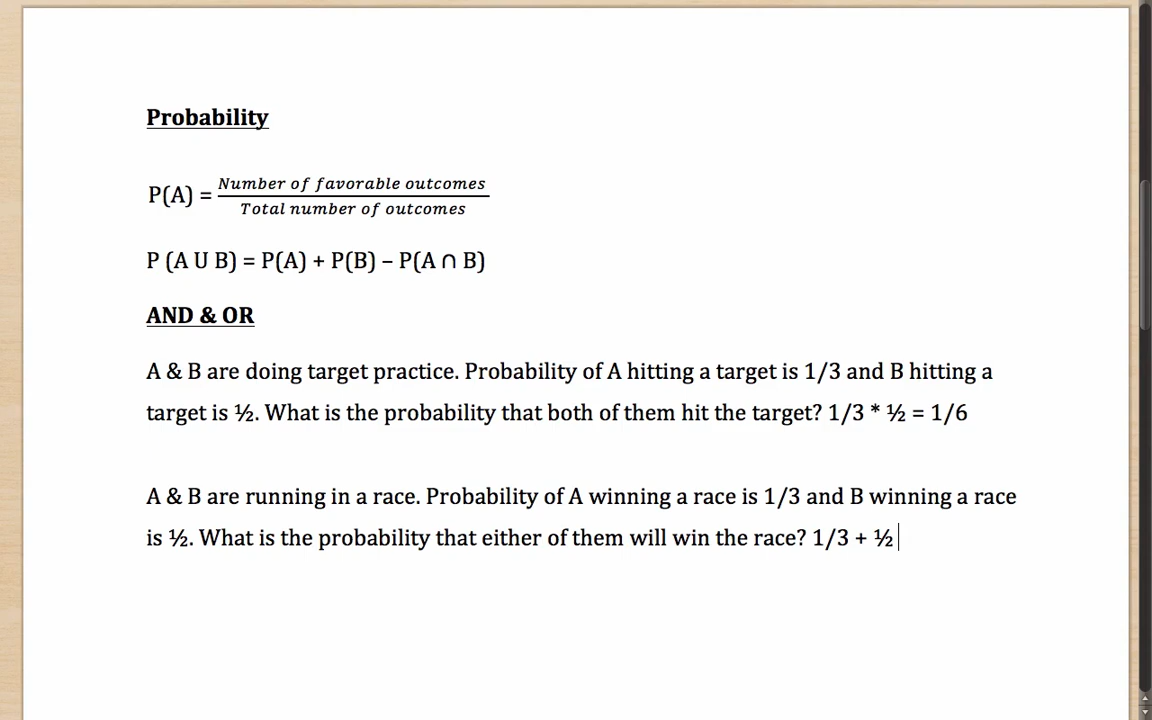 Probability
P(A) = Number of favorable outcomes / Total number of outcomes
P (A U B) = P(A) + P(B) – P(A ∩ B)
AND & OR
A & B are doing target practice. Probability of A hitting a target is 1/3 and B hitting a
target is ½. What is the probability that both of them hit the target? 1/3 * ½ = 1/6
A & B are running in a race. Probability of A winning a race is 1/3 and B winning a race
is ½. What is the probability that either of them will win the race? 1/3 + ½